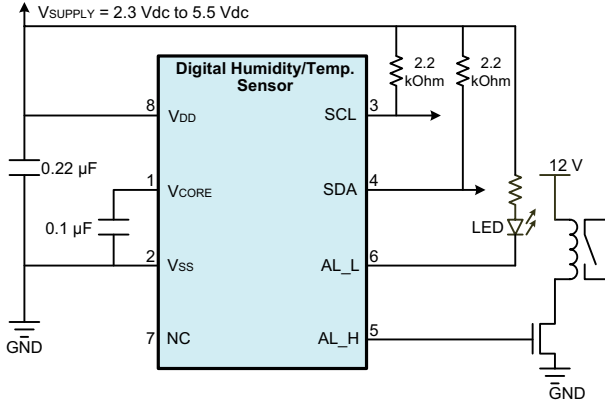 VSUPPLY = 2.3 Vdc to 5.5 Vdc
Digital Humidity/Temp.
Sensor
2.2
kOhm
2.2
kOhm
8
VDD
SCL
3
0.22 µF
1
VCORE
SDA
4
12 V
0.1 µF
LED
2
VSS
AL_L
6
7
NC
AL_H
5
GND
GND